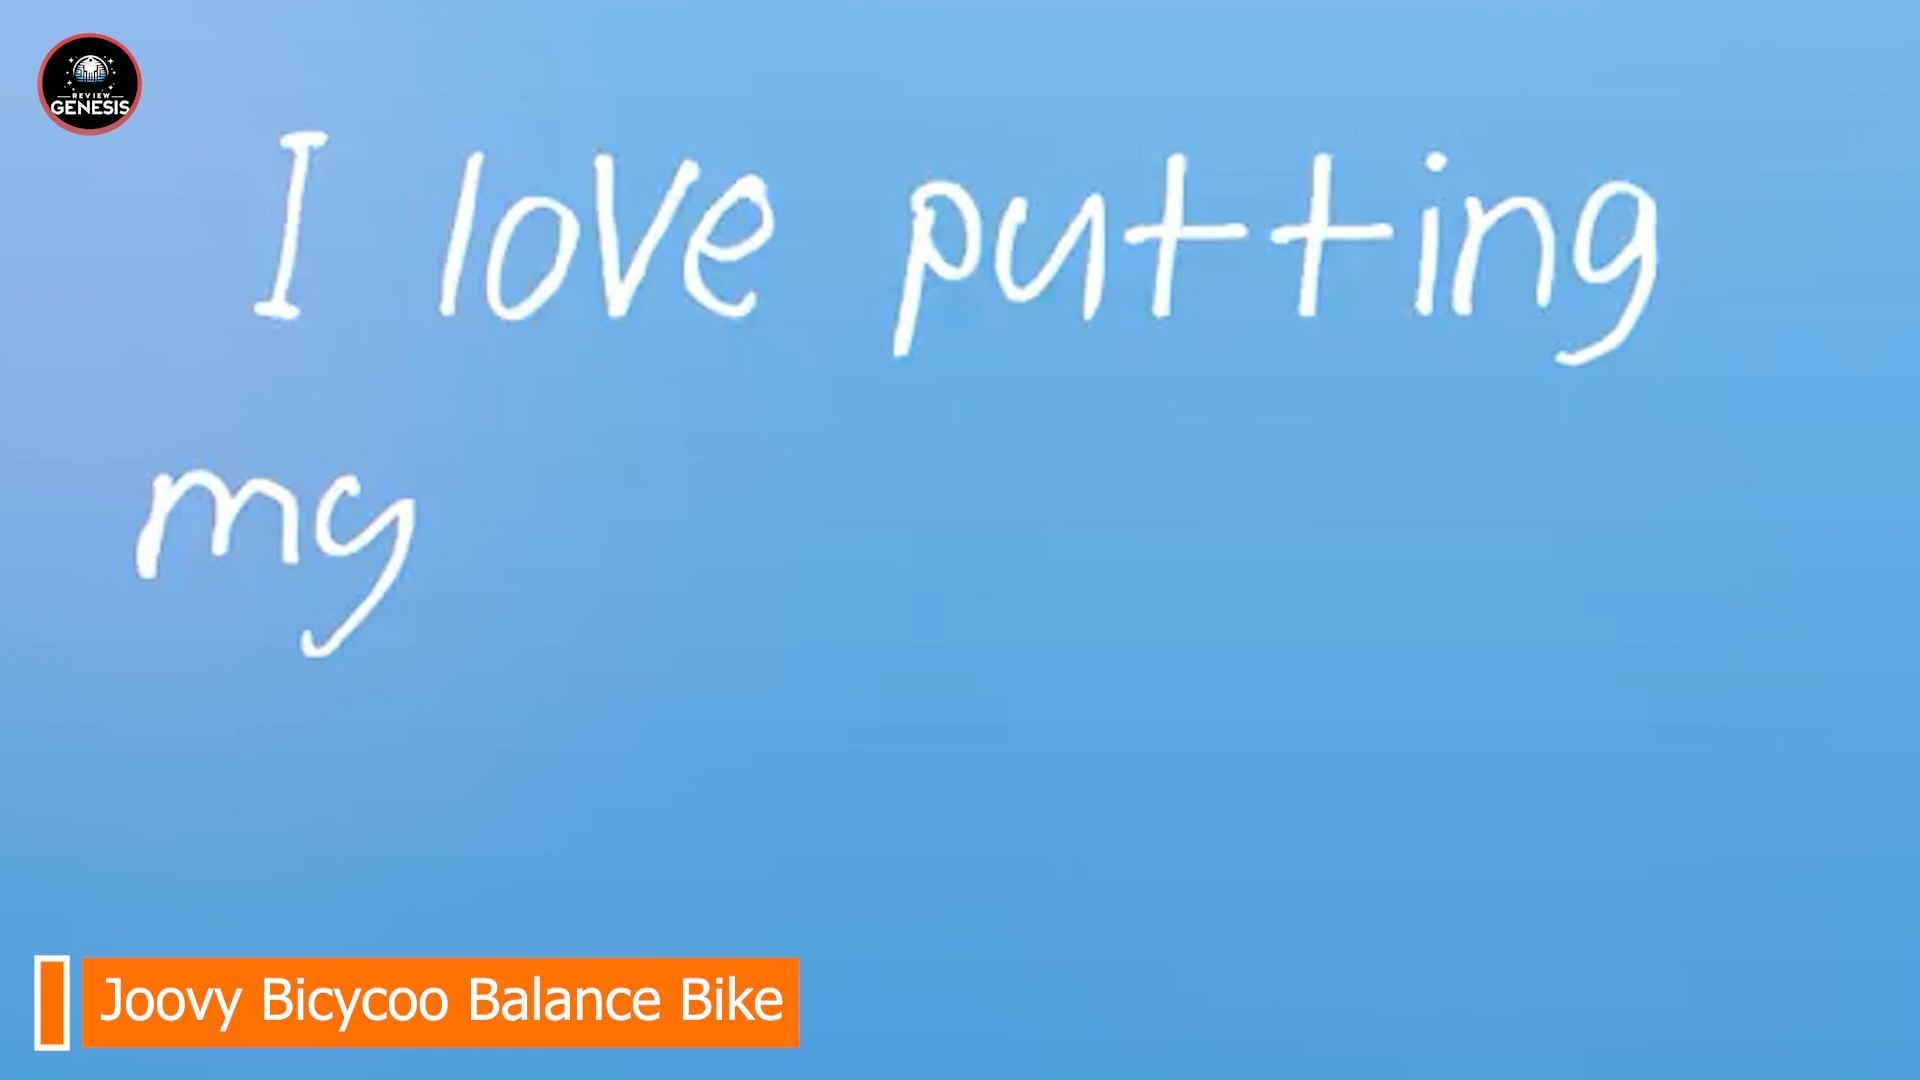 REVIEW
GENESIS
I love putting
my
Joovy Bicycoo Balance Bike